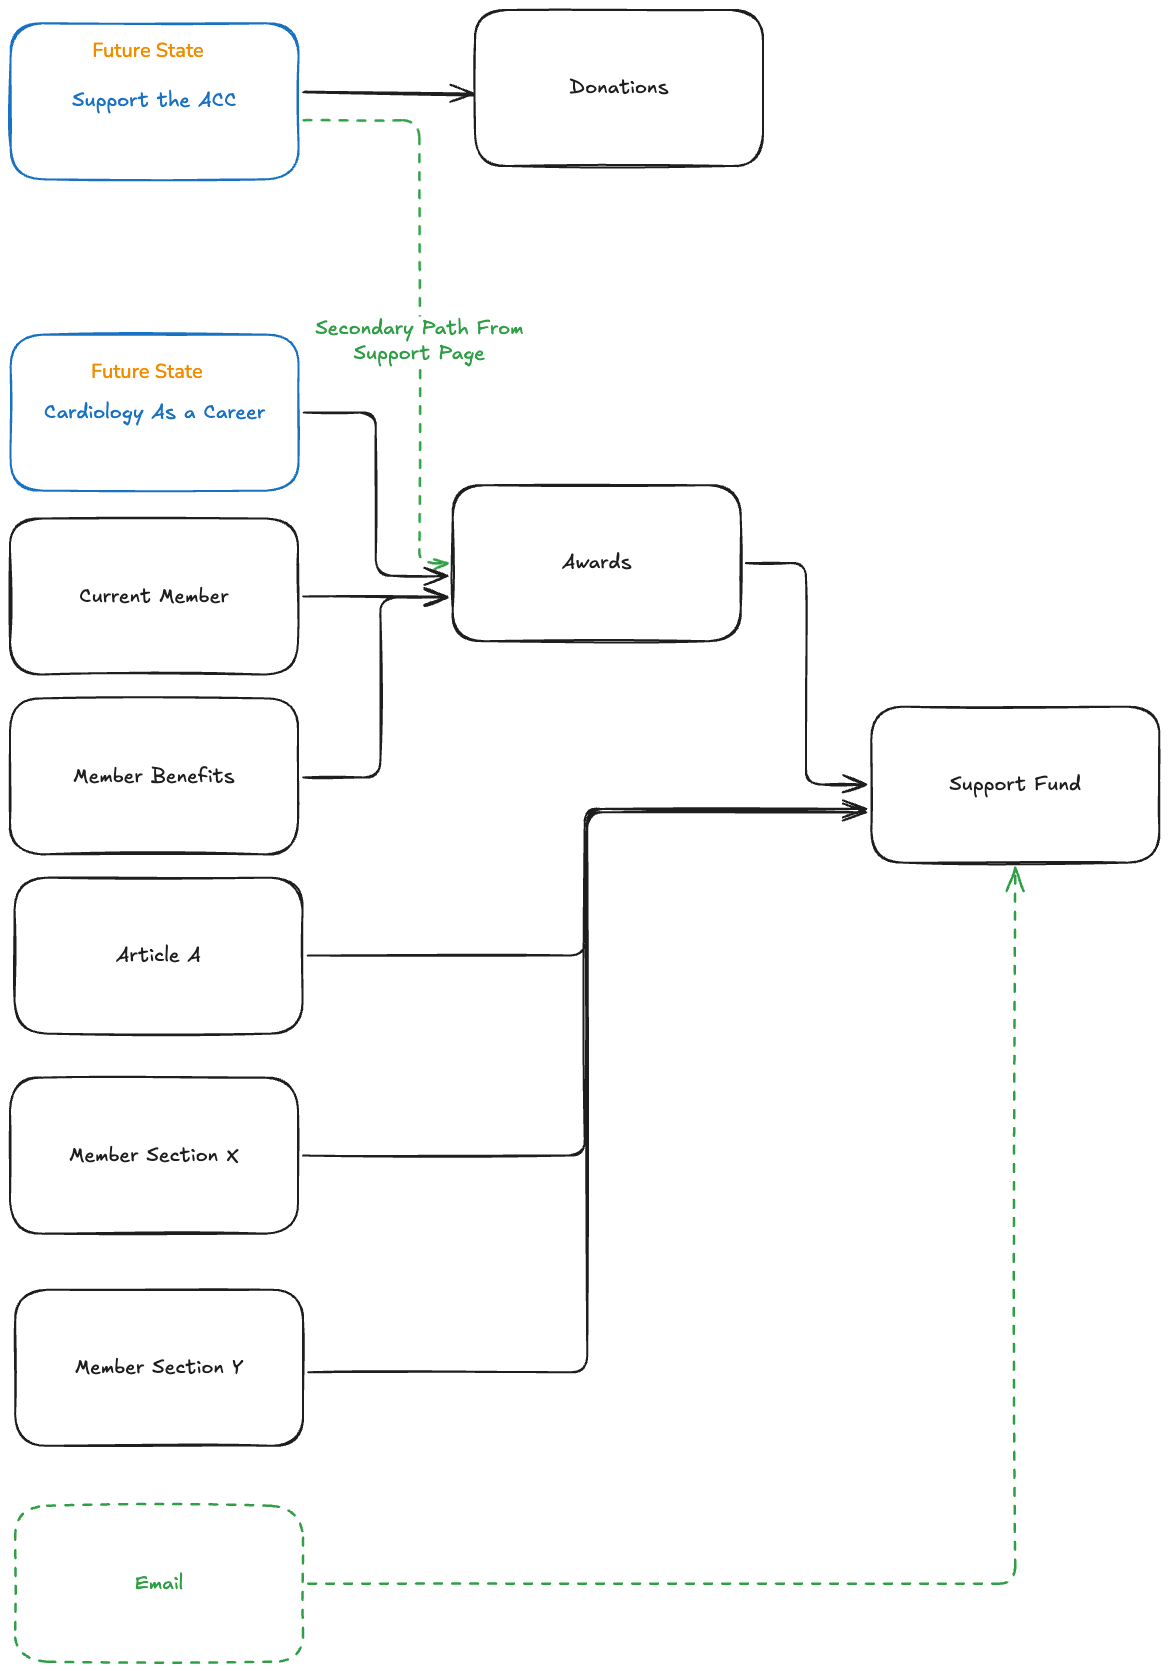 Future State
Support the ACC
Donations
Secondary Path From
Support Page
Future State
Cardiology As a Career
Awards
Current Member
Member Benefits
Support Fund
Article A
Member Section X
Member Section Y
Email